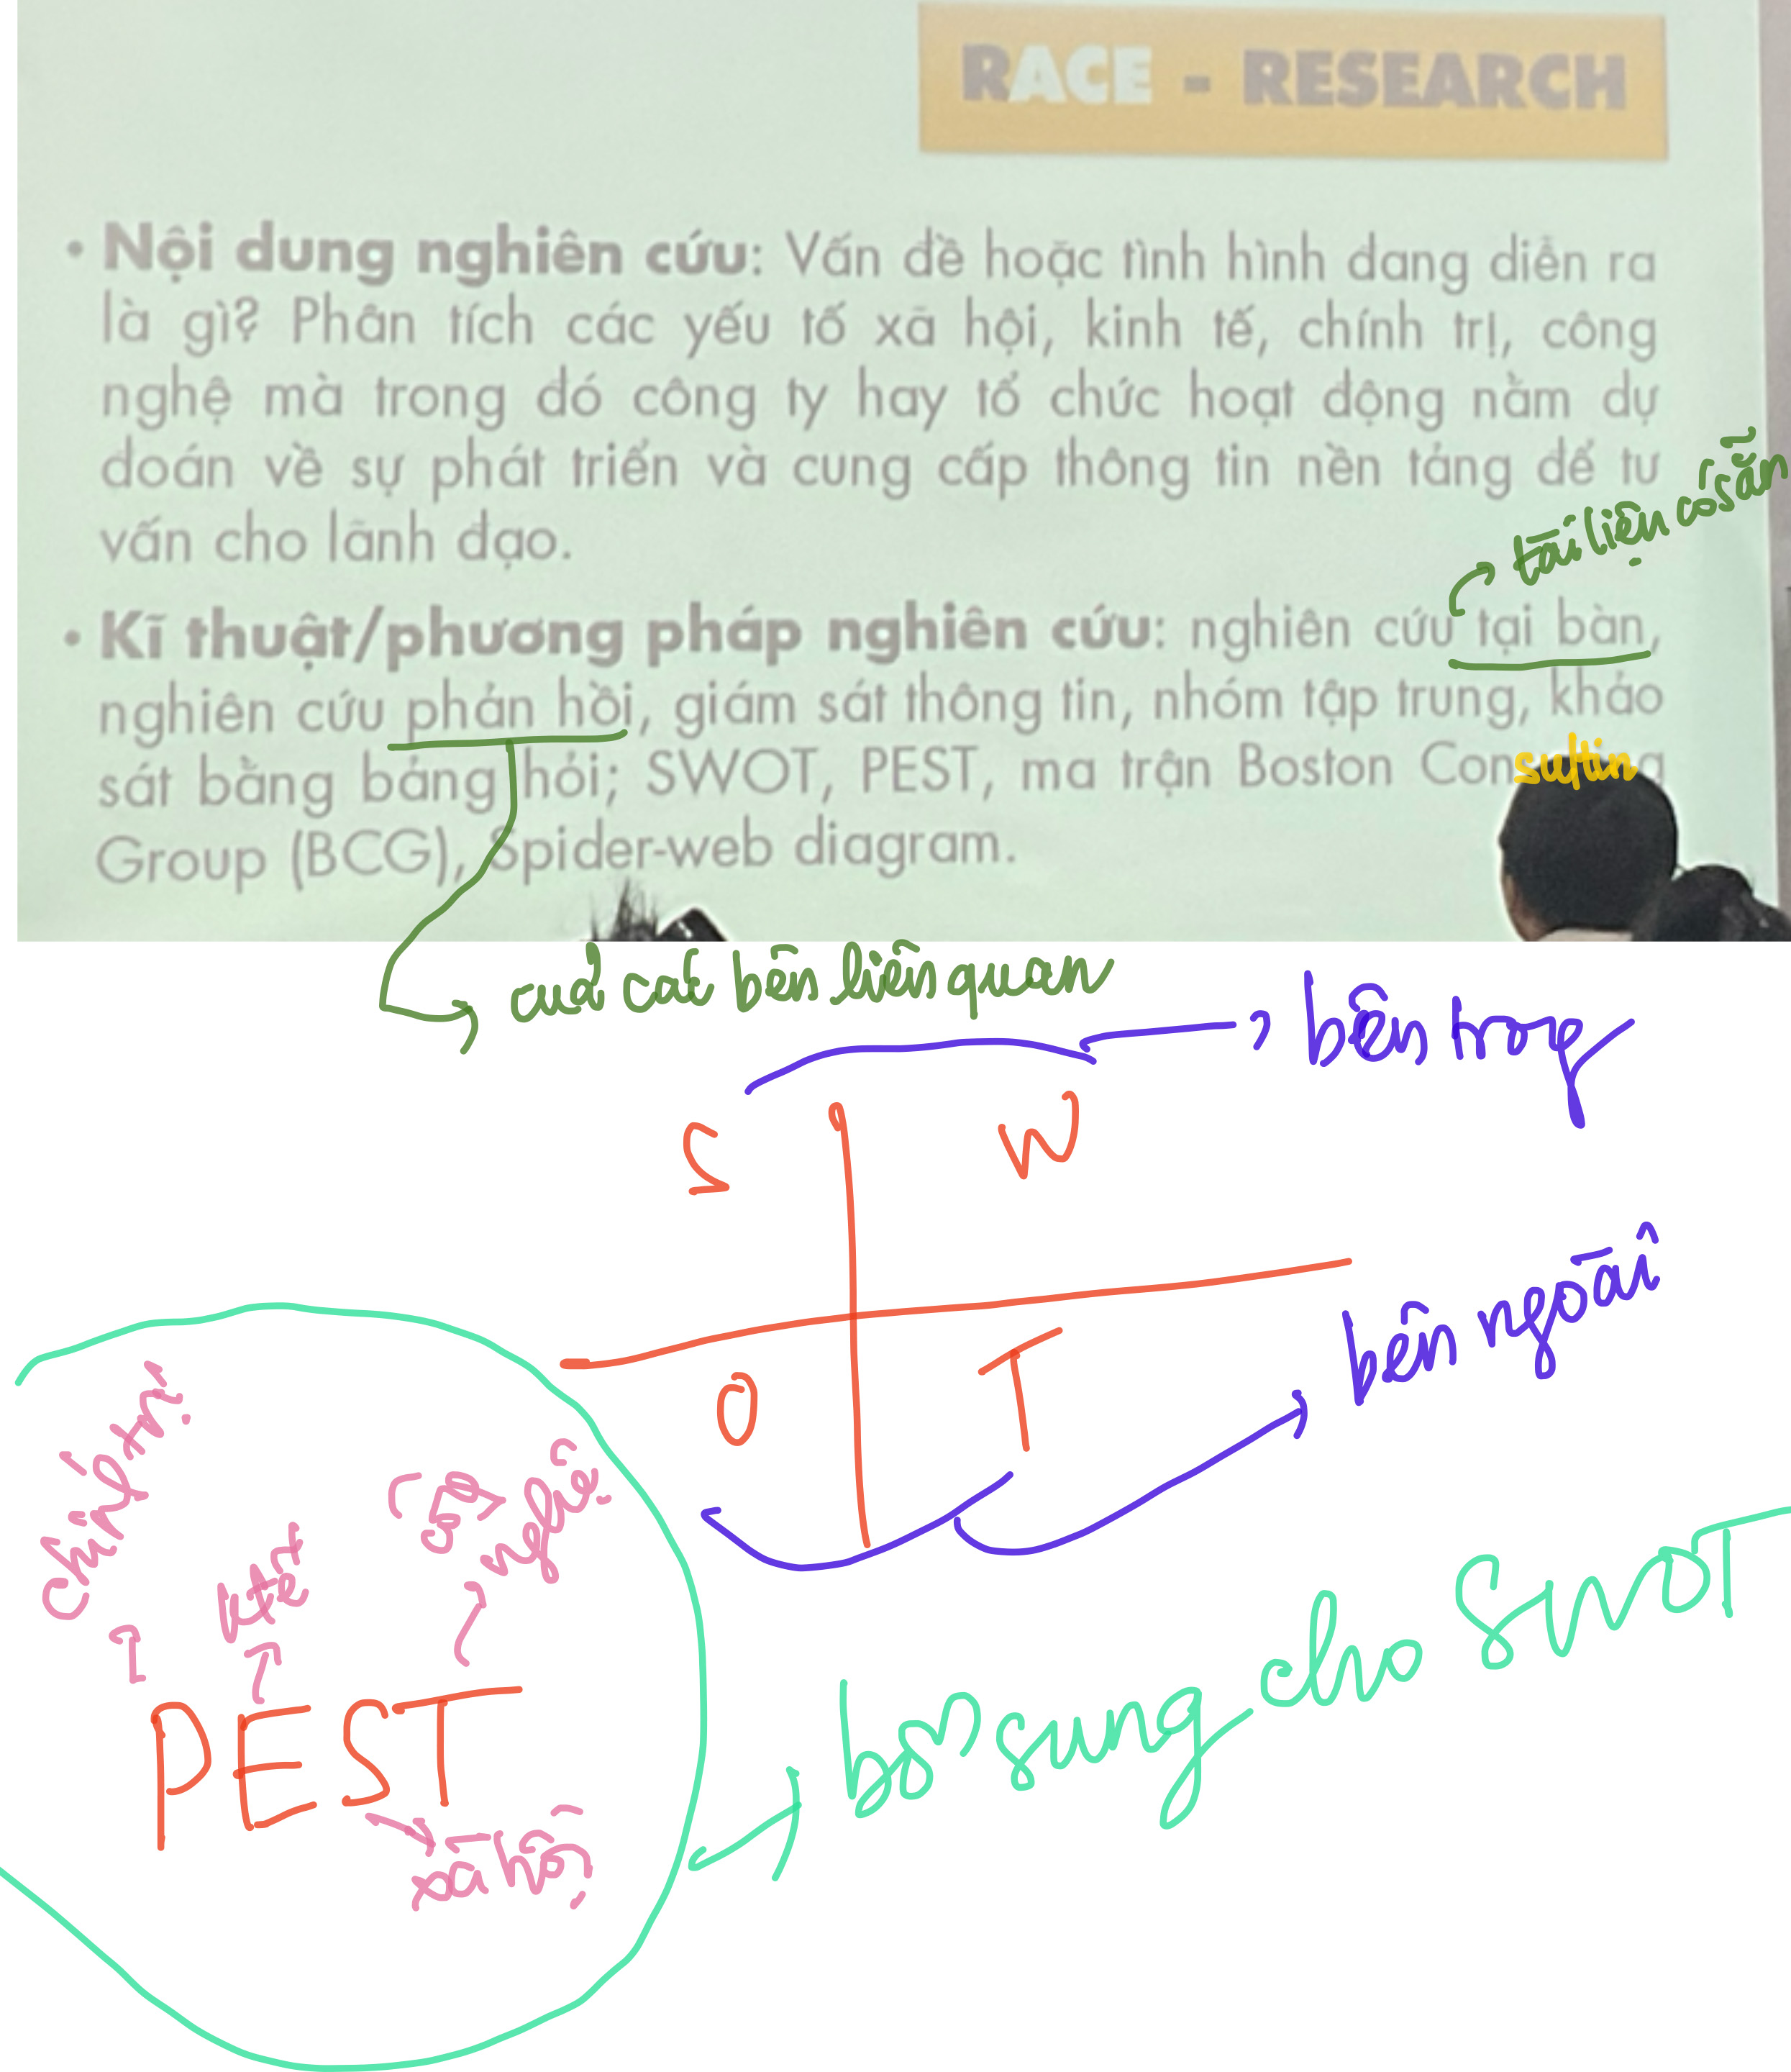 RACE - RESEARCH
• Nội dung nghiên cứu: Vấn đề hoặc tình hình đang diễn ra
là gì? Phân tích các yếu tố xã hội, kinh tế, chính trị, công
nghệ mà trong đó công ty hay tổ chức hoạt động nằm dự
đoán về sự phát triển và cung cấp thông tin nền tảng để tư
vấn cho lãnh đạo.
tài liệu có sẵn
• Kĩ thuật/phương pháp nghiên cứu: nghiên cứu tại bàn,
nghiên cứu phản hồi, giám sát thông tin, nhóm tập trung, khảo
sát bằng bảng hỏi; SWOT, PEST, ma trận Boston Consulting
Group (BCG), Spider-web diagram.
của các bên liên quan
bên trong
S W
O T
bên ngoài
chính trị
ktế
công nghệ
PEST
xã hội
bổ sung cho SWOT